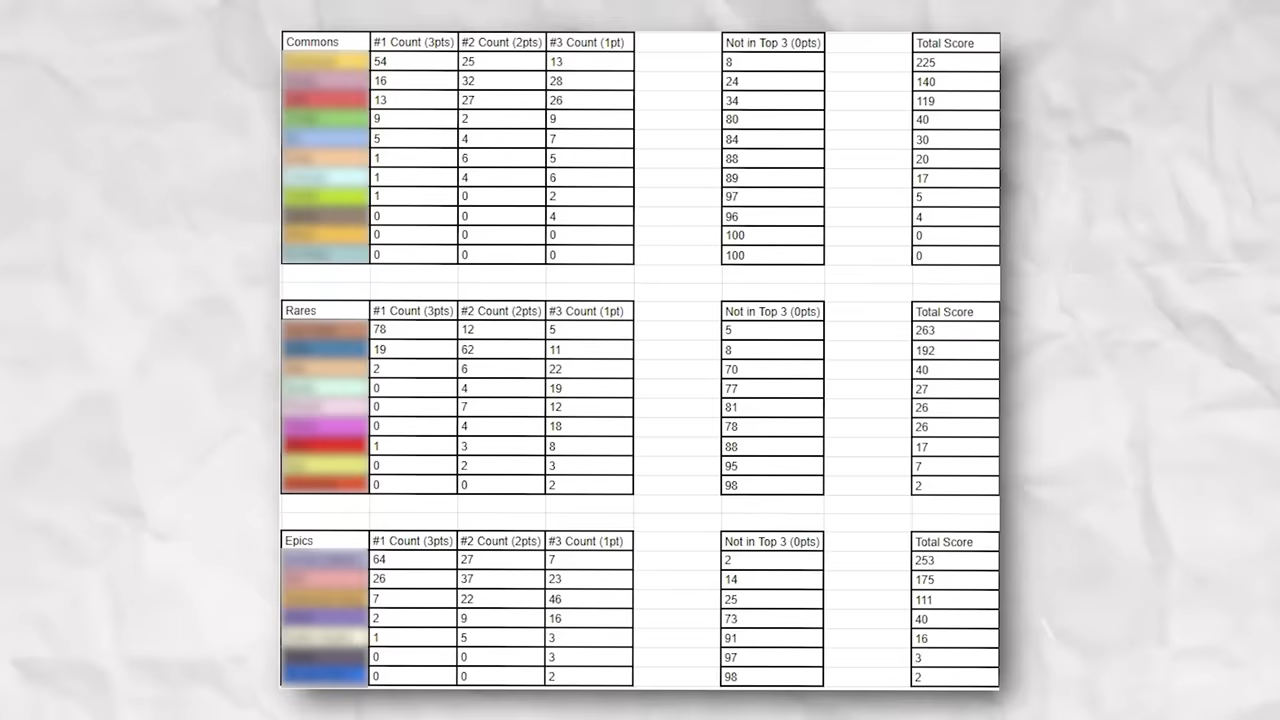 Commons #1 Count (3pts) #2 Count (2pts) #3 Count (1pt) Not in Top 3 (0pts) Total Score
54 25 13 8 225
16 32 28 24 140
13 27 26 34 119
9 2 9 80 40
5 4 7 84 30
1 6 5 88 20
1 4 6 89 17
1 0 2 97 5
0 0 4 96 4
0 0 0 100 0
0 0 0 100 0
Rares #1 Count (3pts) #2 Count (2pts) #3 Count (1pt) Not in Top 3 (0pts) Total Score
78 12 5 5 263
19 62 11 8 192
2 6 22 70 40
0 4 19 77 27
0 7 12 81 26
0 4 18 78 26
1 3 8 88 17
0 2 3 95 7
0 0 2 98 2
Epics #1 Count (3pts) #2 Count (2pts) #3 Count (1pt) Not in Top 3 (0pts) Total Score
64 27 7 2 253
26 37 23 14 175
7 22 46 25 111
2 9 16 73 40
1 5 3 91 16
0 0 3 97 3
0 0 2 98 2